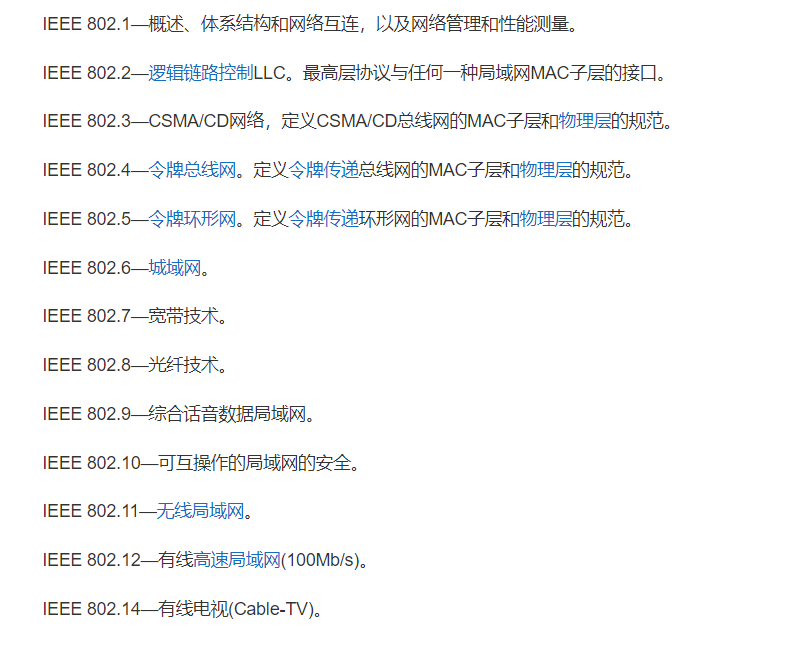 IEEE 802.1—概述、体系结构和网络互连，以及网络管理和性能测量。
IEEE 802.2—逻辑链路控制LLC。最高层协议与任何一种局域网MAC子层的接口。
IEEE 802.3—CSMA/CD网络，定义CSMA/CD总线网的MAC子层和物理层的规范。
IEEE 802.4—令牌总线网。定义令牌传递总线网的MAC子层和物理层的规范。
IEEE 802.5—令牌环形网。定义令牌传递环形网的MAC子层和物理层的规范。
IEEE 802.6—城域网。
IEEE 802.7—宽带技术。
IEEE 802.8—光纤技术。
IEEE 802.9—综合话音数据局域网。
IEEE 802.10—可互操作的局域网的安全。
IEEE 802.11—无线局域网。
IEEE 802.12—有线高速局域网(100Mb/s)。
IEEE 802.14—有线电视(Cable-TV)。